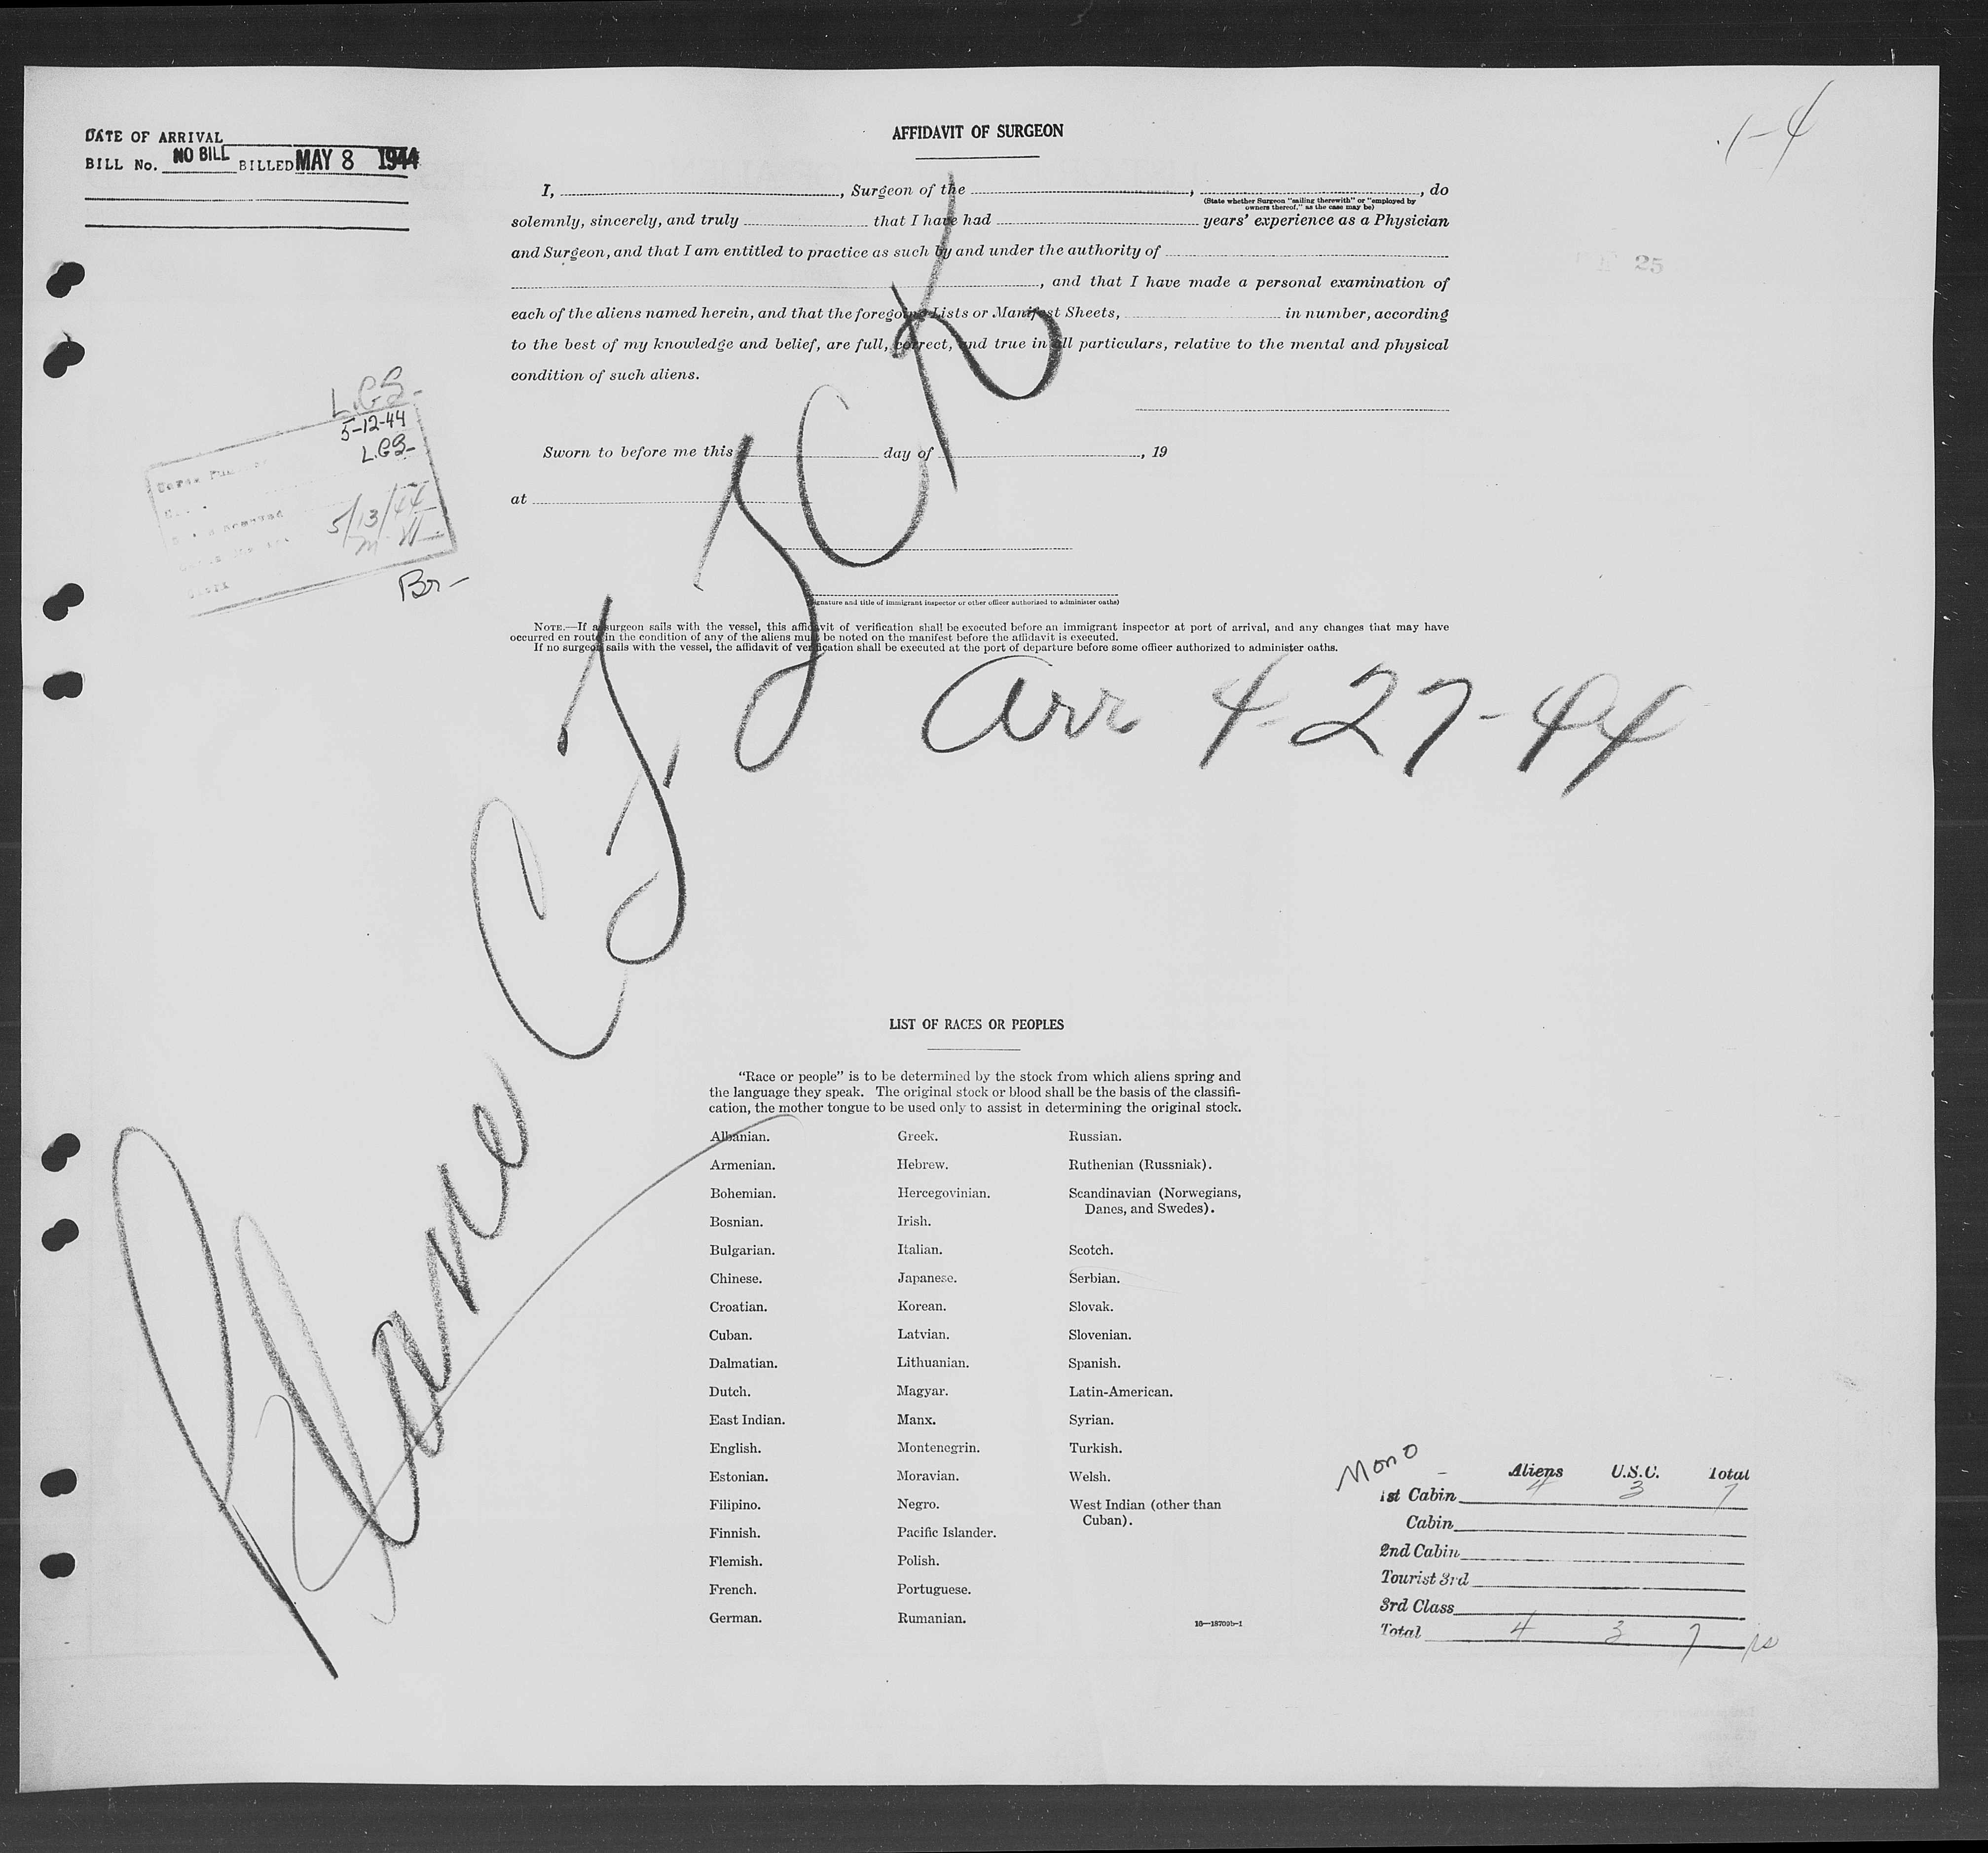 DATE OF ARRIVAL
BILL No. NO BILL BILLED MAY 8 1944
1-4
AFFIDAVIT OF SURGEON
I, , Surgeon of the , , do
(State whether Surgeon "sailing therewith" or "employed by
owners thereof," as the case may be)
solemnly, sincerely, and truly that I have had years' experience as a Physician
and Surgeon, and that I am entitled to practice as such by and under the authority of
, and that I have made a personal examination of
each of the aliens named herein, and that the foregoing Lists or Manifest Sheets, in number, according
to the best of my knowledge and belief, are full, correct, and true in all particulars, relative to the mental and physical
condition of such aliens.
25
Sworn to before me this day of , 19
at
(Signature and title of immigrant inspector or other officer authorized to administer oaths)
NOTE.—If a surgeon sails with the vessel, this affidavit of verification shall be executed before an immigrant inspector at port of arrival, and any changes that may have
occurred en route in the condition of any of the aliens must be noted on the manifest before the affidavit is executed.
If no surgeon sails with the vessel, the affidavit of verification shall be executed at the port of departure before some officer authorized to administer oaths.
5-12-44
5/13/44
Br-
Plane
Arr 4-27-44
LIST OF RACES OR PEOPLES
"Race or people" is to be determined by the stock from which aliens spring and
the language they speak. The original stock or blood shall be the basis of the classifi-
cation, the mother tongue to be used only to assist in determining the original stock.
Albanian.
Armenian.
Bohemian.
Bosnian.
Bulgarian.
Chinese.
Croatian.
Cuban.
Dalmatian.
Dutch.
East Indian.
English.
Estonian.
Filipino.
Finnish.
Flemish.
French.
German.
Greek.
Hebrew.
Hercegovinian.
Irish.
Italian.
Japanese.
Korean.
Latvian.
Lithuanian.
Magyar.
Manx.
Montenegrin.
Moravian.
Negro.
Pacific Islander.
Polish.
Portuguese.
Rumanian.
Russian.
Ruthenian (Russniak).
Scandinavian (Norwegians,
Danes, and Swedes).
Scotch.
Serbian.
Slovak.
Slovenian.
Spanish.
Latin-American.
Syrian.
Turkish.
Welsh.
West Indian (other than
Cuban).
16—18709b-1
Mono
Aliens U.S.C. Total
1st Cabin 4 3 7
Cabin
2nd Cabin
Tourist 3rd
3rd Class
Total 4 3 7